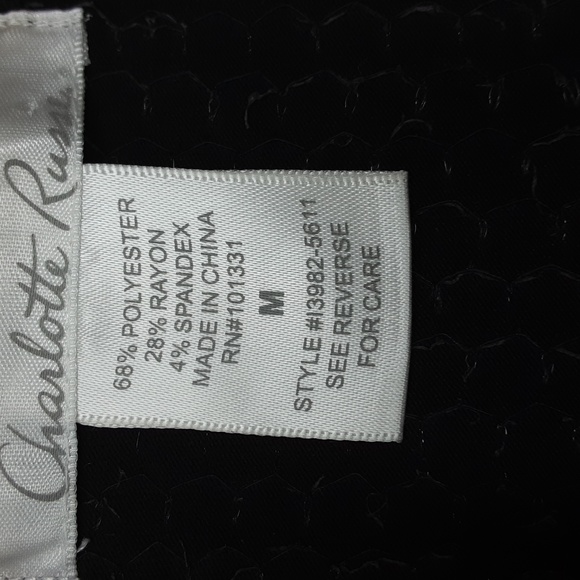 Charlotte Russe
68% POLYESTER
28% RAYON
4% SPANDEX
MADE IN CHINA
RN#101331
M
STYLE #I3982-5611
SEE REVERSE
FOR CARE